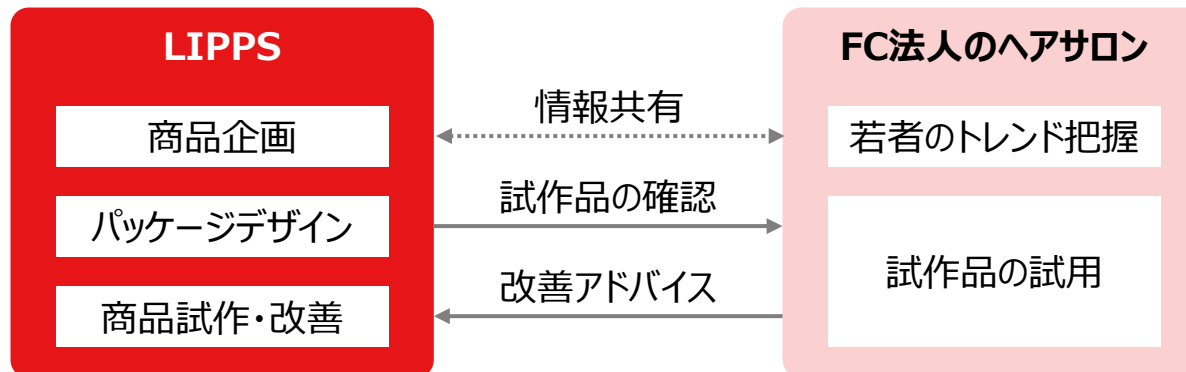 LIPPS
商品企画
パッケージデザイン
商品試作・改善
情報共有
試作品の確認
改善アドバイス
FC法人のヘアサロン
若者のトレンド把握
試作品の試用